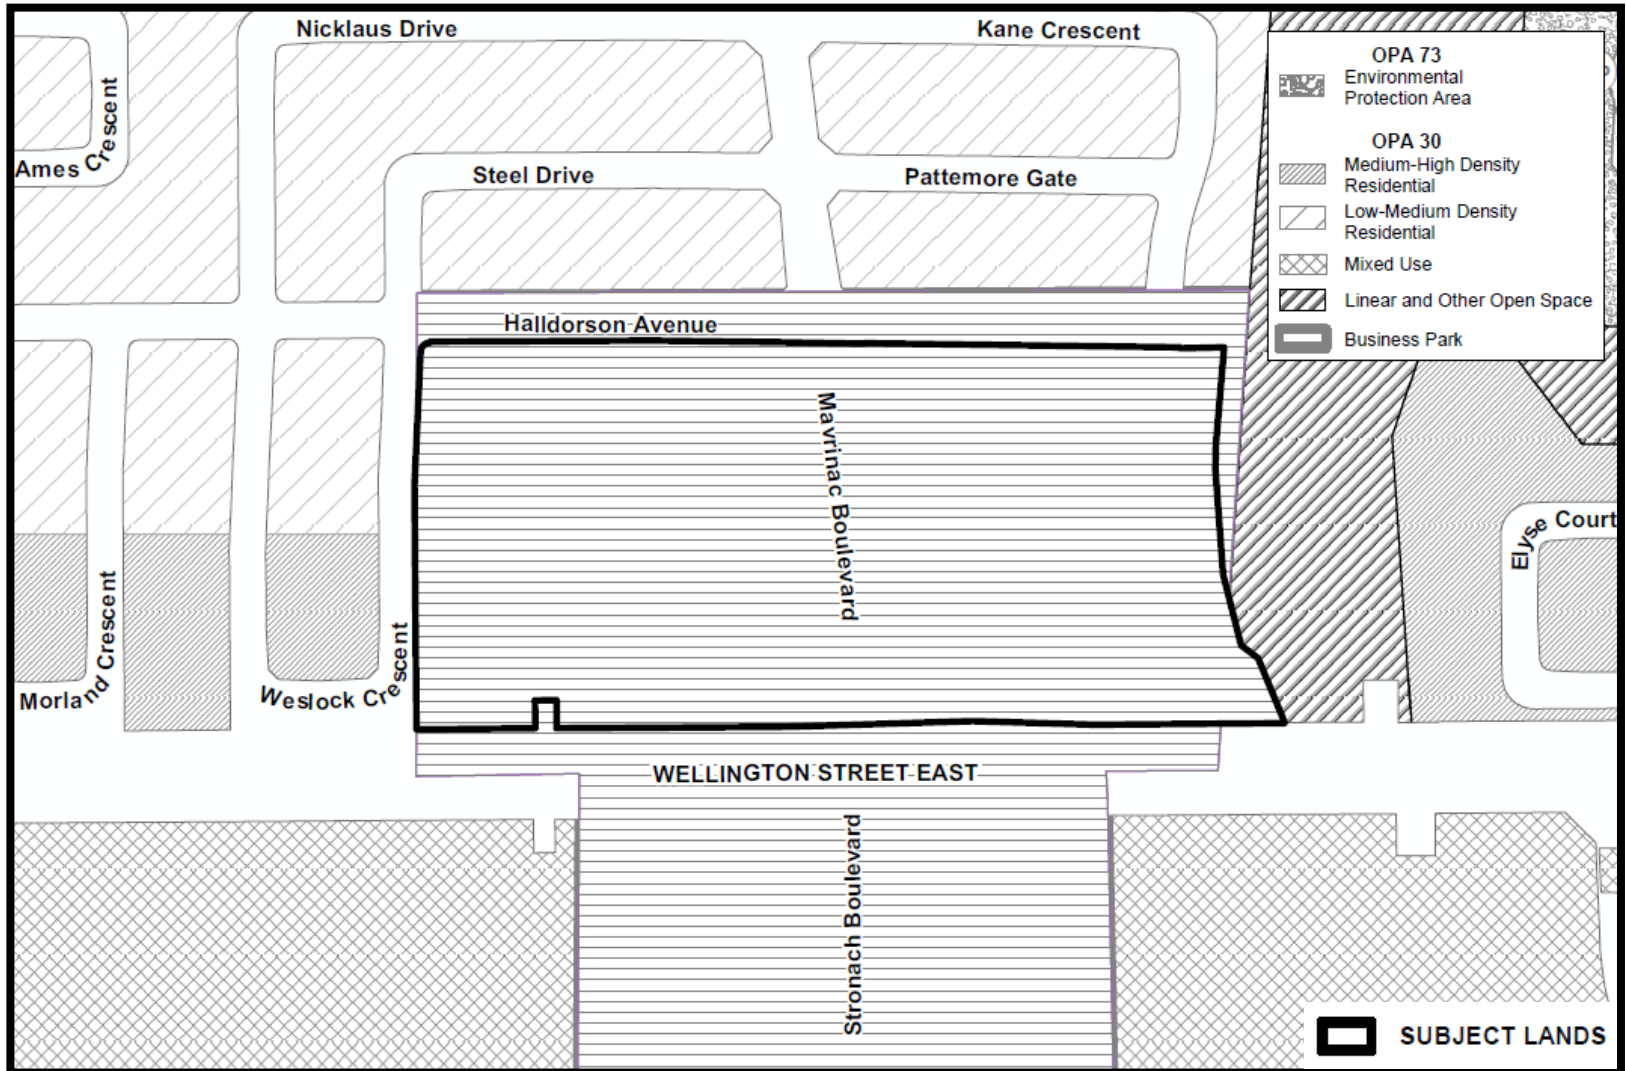 Nicklaus Drive
Kane Crescent
Ames Crescent
Steel Drive
Pattemore Gate
Halldorson Avenue
Mavrinac Boulevard
Morland Crescent
Weslock Crescent
Elyse Court
WELLINGTON STREET EAST
Stronach Boulevard
OPA 73
Environmental
Protection Area
OPA 30
Medium-High Density
Residential
Low-Medium Density
Residential
Mixed Use
Linear and Other Open Space
Business Park
SUBJECT LANDS